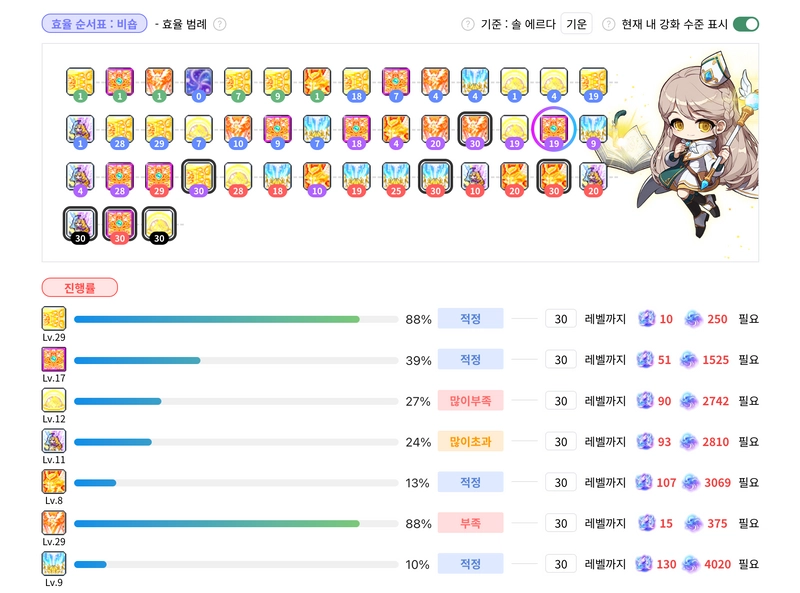 효율 순서표 : 비숍 - 효율 범례 ? ? 기준 : 솔 에르다 기운 ? 현재 내 강화 수준 표시
1 1 1 0 7 9 1 18 7 4 4 1 4 19
1 28 29 7 10 9 7 18 4 20 30 19 19 9
4 28 29 30 28 18 10 19 25 30 10 20 30 20
30 30 30
진행률
88% 적정 30 레벨까지 10 250 필요
Lv.29
39% 적정 30 레벨까지 51 1525 필요
Lv.17
27% 많이부족 30 레벨까지 90 2742 필요
Lv.12
24% 많이초과 30 레벨까지 93 2810 필요
Lv.11
13% 적정 30 레벨까지 107 3069 필요
Lv.8
88% 부족 30 레벨까지 15 375 필요
Lv.29
10% 적정 30 레벨까지 130 4020 필요
Lv.9